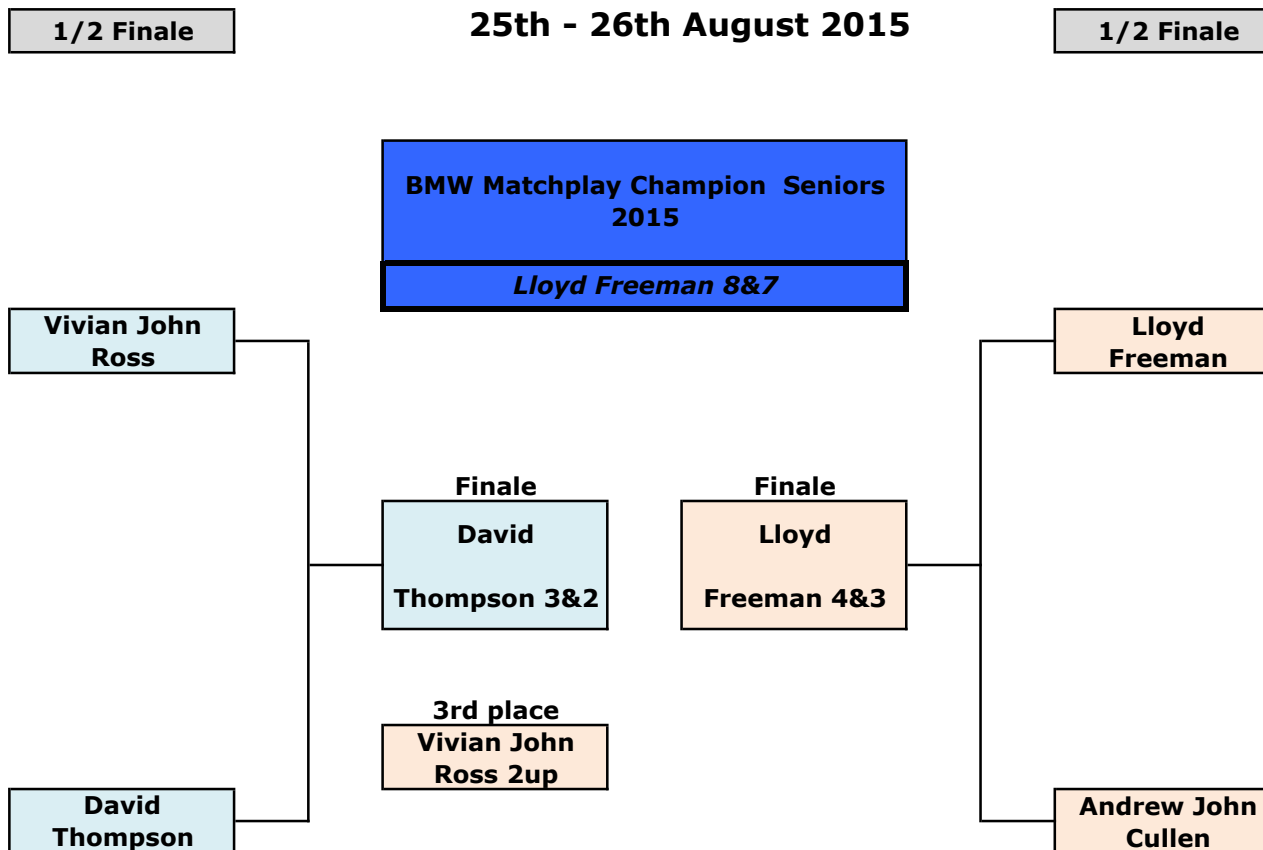 1/2 Finale
25th - 26th August 2015
1/2 Finale
BMW Matchplay Champion Seniors
2015
Lloyd Freeman 8&7
Vivian John
Ross
Lloyd
Freeman
Finale
Finale
David
Thompson 3&2
Lloyd
Freeman 4&3
3rd place
Vivian John
Ross 2up
David
Thompson
Andrew John
Cullen